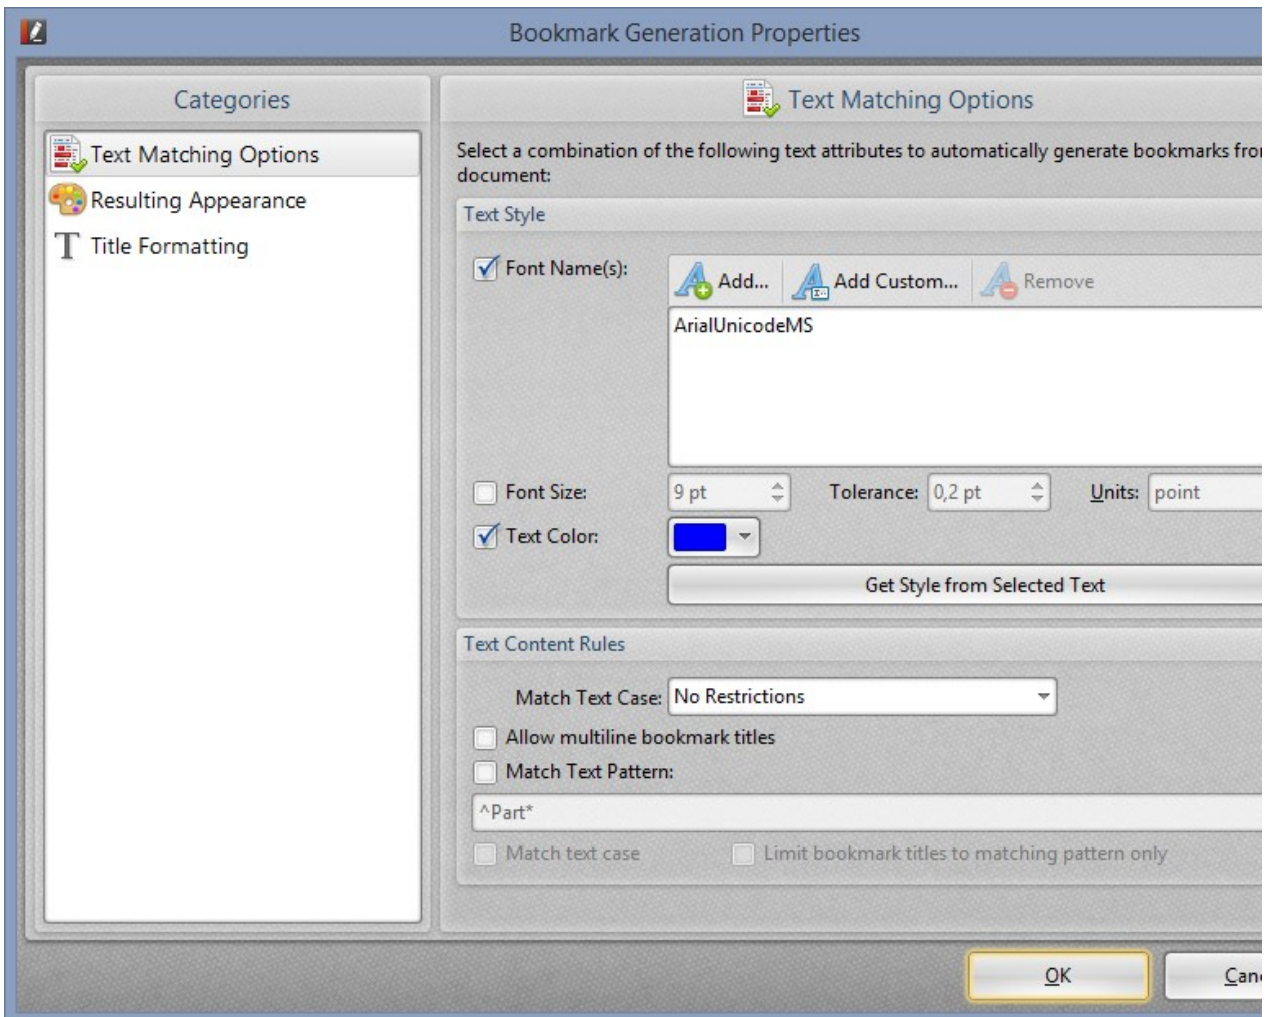 Bookmark Generation Properties
Categories
Text Matching Options
Resulting Appearance
Title Formatting
Text Matching Options
Select a combination of the following text attributes to automatically generate bookmarks fro
document:
Text Style
Font Name(s):
Add...
Add Custom...
Remove
ArialUnicodeMS
Font Size:
9 pt
Tolerance:
0,2 pt
Units:
point
Text Color:
Get Style from Selected Text
Text Content Rules
Match Text Case:
No Restrictions
Allow multiline bookmark titles
Match Text Pattern:
^Part*
Match text case
Limit bookmark titles to matching pattern only
OK
Canc